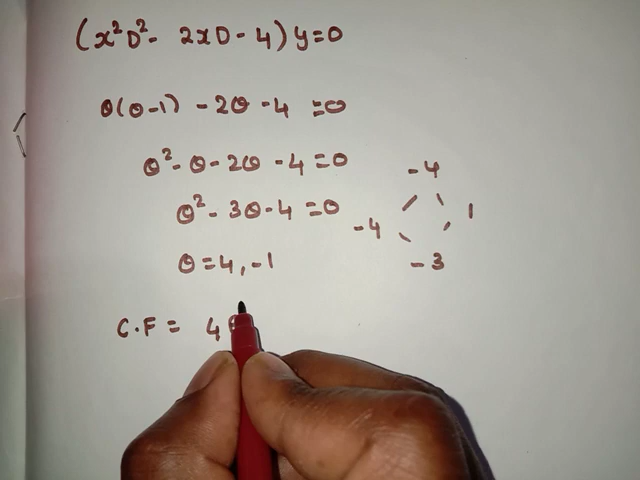 (x²D² - 2xD - 4) y = 0
θ(θ-1) - 2θ - 4 = 0
θ² - θ - 2θ - 4 = 0
θ² - 3θ - 4 = 0
θ = 4, -1
-4
-4 1
-3
C.F = 4